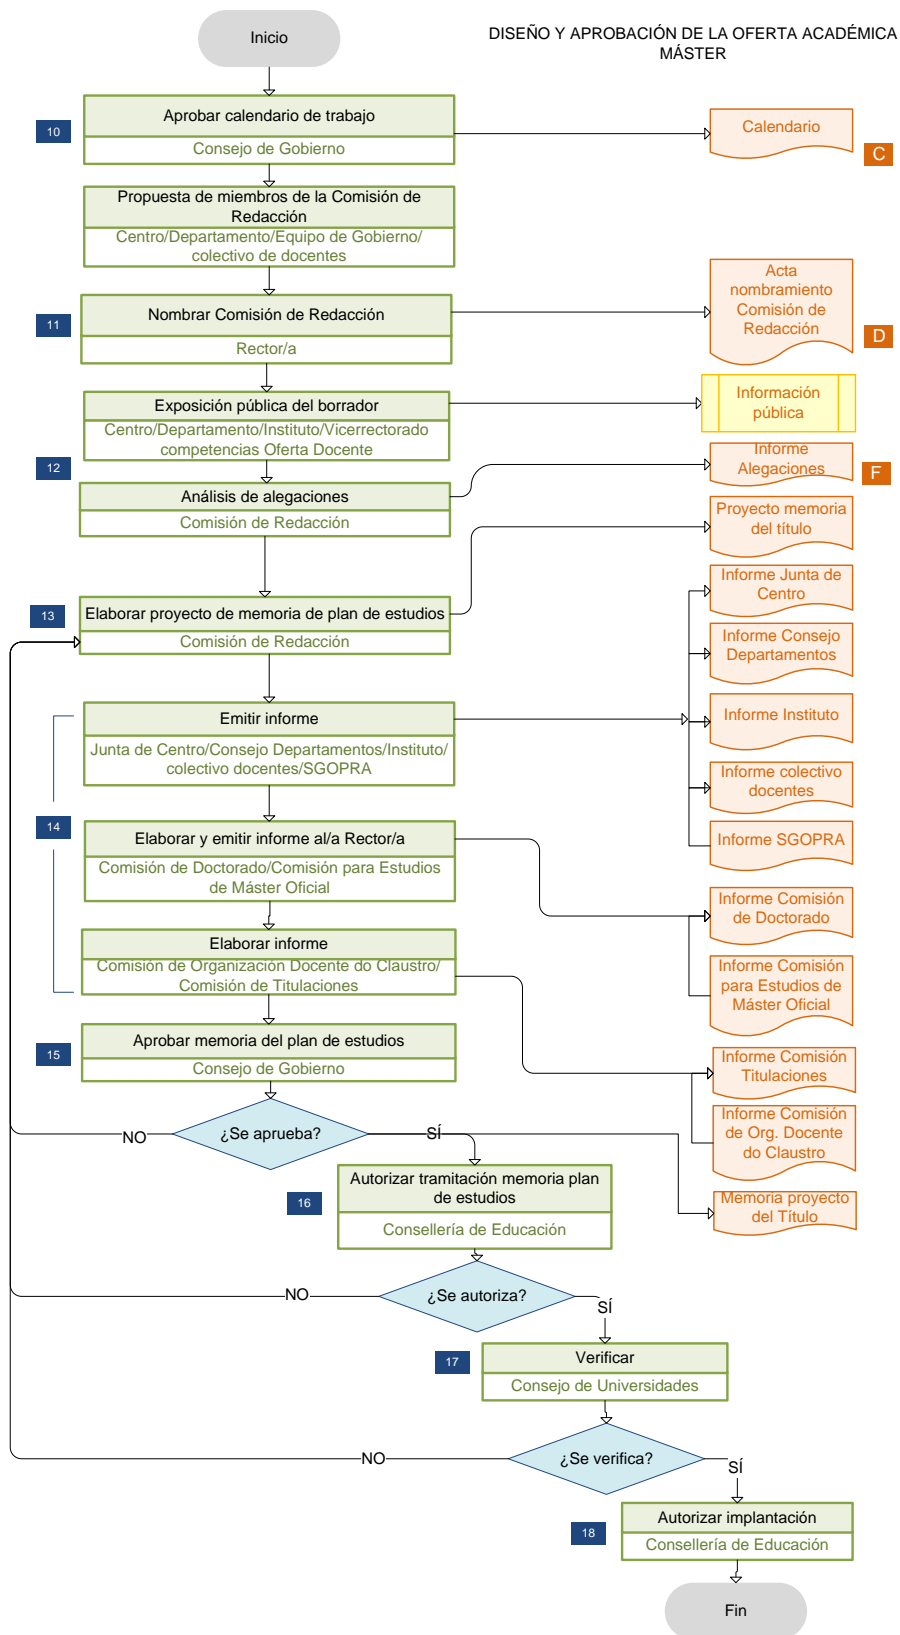 Inicio
DISEÑO Y APROBACIÓN DE LA OFERTA ACADÉMICA
MÁSTER
10
Aprobar calendario de trabajo
Consejo de Gobierno
Calendario
C
Propuesta de miembros de la Comisión de
Redacción
Centro/Departamento/Equipo de Gobierno/
colectivo de docentes
11
Nombrar Comisión de Redacción
Rector/a
Acta
nombramiento
Comisión de
Redacción
D
Exposición pública del borrador
Centro/Departamento/Instituto/Vicerrectorado
competencias Oferta Docente
Información
pública
12
Análisis de alegaciones
Comisión de Redacción
Informe
Alegaciones
F
Proyecto memoria
del título
13
Elaborar proyecto de memoria de plan de estudios
Comisión de Redacción
Informe Junta de
Centro
Informe Consejo
Departamentos
Emitir informe
Junta de Centro/Consejo Departamentos/Instituto/
colectivo docentes/SGOPRA
Informe Instituto
Informe colectivo
docentes
14
Elaborar y emitir informe al/a Rector/a
Comisión de Doctorado/Comisión para Estudios
de Máster Oficial
Informe SGOPRA
Informe Comisión
de Doctorado
Elaborar informe
Comisión de Organización Docente do Claustro/
Comisión de Titulaciones
Informe Comisión
para Estudios de
Máster Oficial
15
Aprobar memoria del plan de estudios
Consejo de Gobierno
Informe Comisión
Titulaciones
¿Se aprueba?
NO
SÍ
Informe Comisión
de Org. Docente
do Claustro
16
Autorizar tramitación memoria plan
de estudios
Consellería de Educación
Memoria proyecto
del Título
¿Se autoriza?
NO
SÍ
17
Verificar
Consejo de Universidades
¿Se verifica?
NO
SÍ
18
Autorizar implantación
Consellería de Educación
Fin